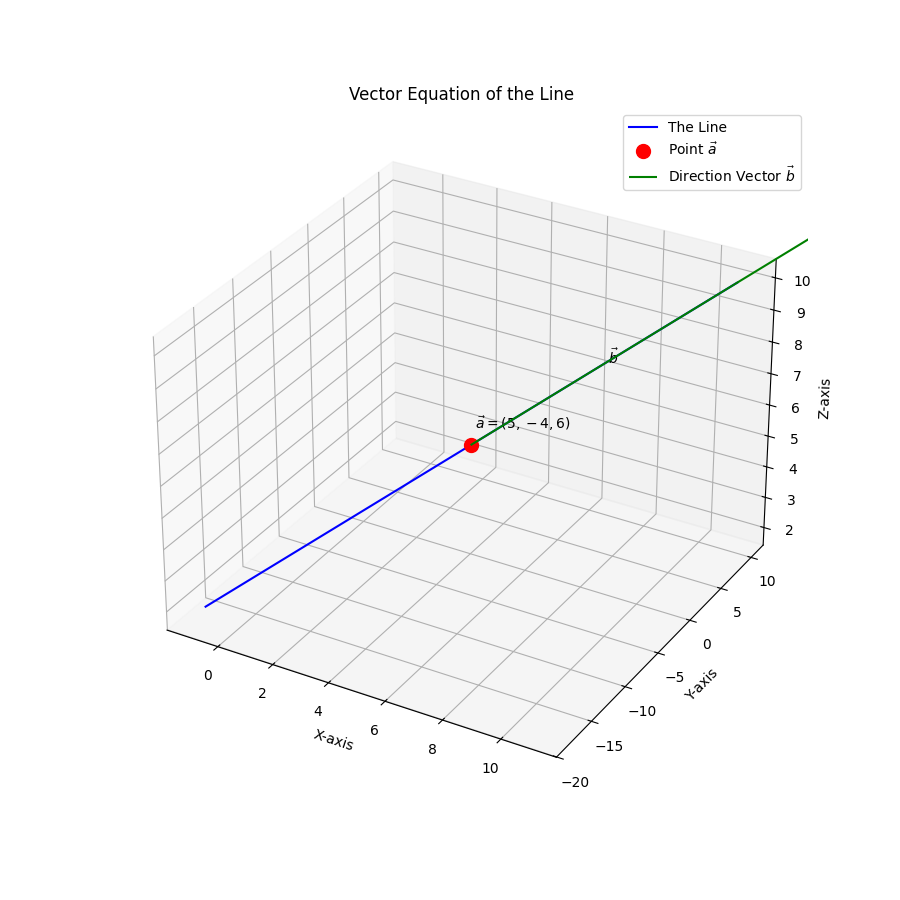 Vector Equation of the Line
The Line
Point $\vec{a}$
Direction Vector $\vec{b}$
$\vec{b}$
$\vec{a} = (5, -4, 6)$
10
9
8
7
6
5
4
3
2
Z-axis
10
5
0
−5
−10
−15
−20
Y-axis
0
2
4
6
8
10
X-axis